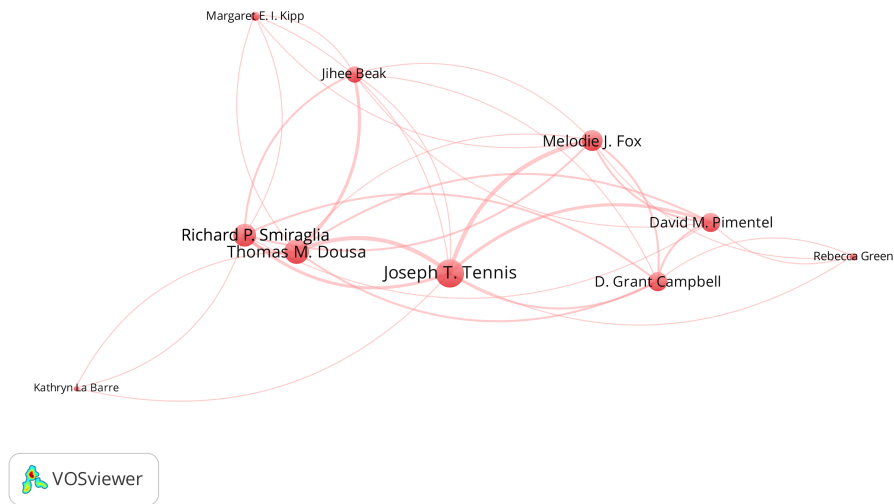 Margaret E. I. Kipp
Jihee Beak
Melodie J. Fox
David M. Pimentel
Richard P. Smiraglia
Thomas M. Dousa
Rebecca Green
Joseph T. Tennis
D. Grant Campbell
Kathryn La Barre
VOSviewer